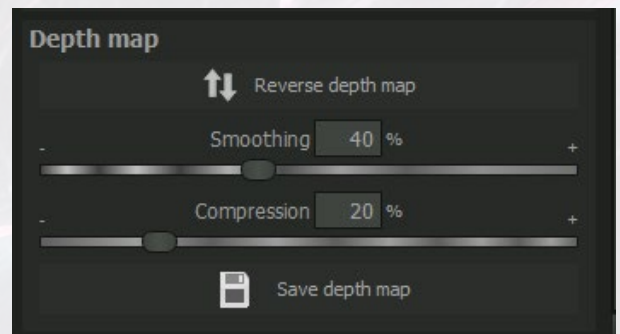 Depth map
Reverse depth map
Smoothing 40 %
- +
Compression 20 %
- +
Save depth map